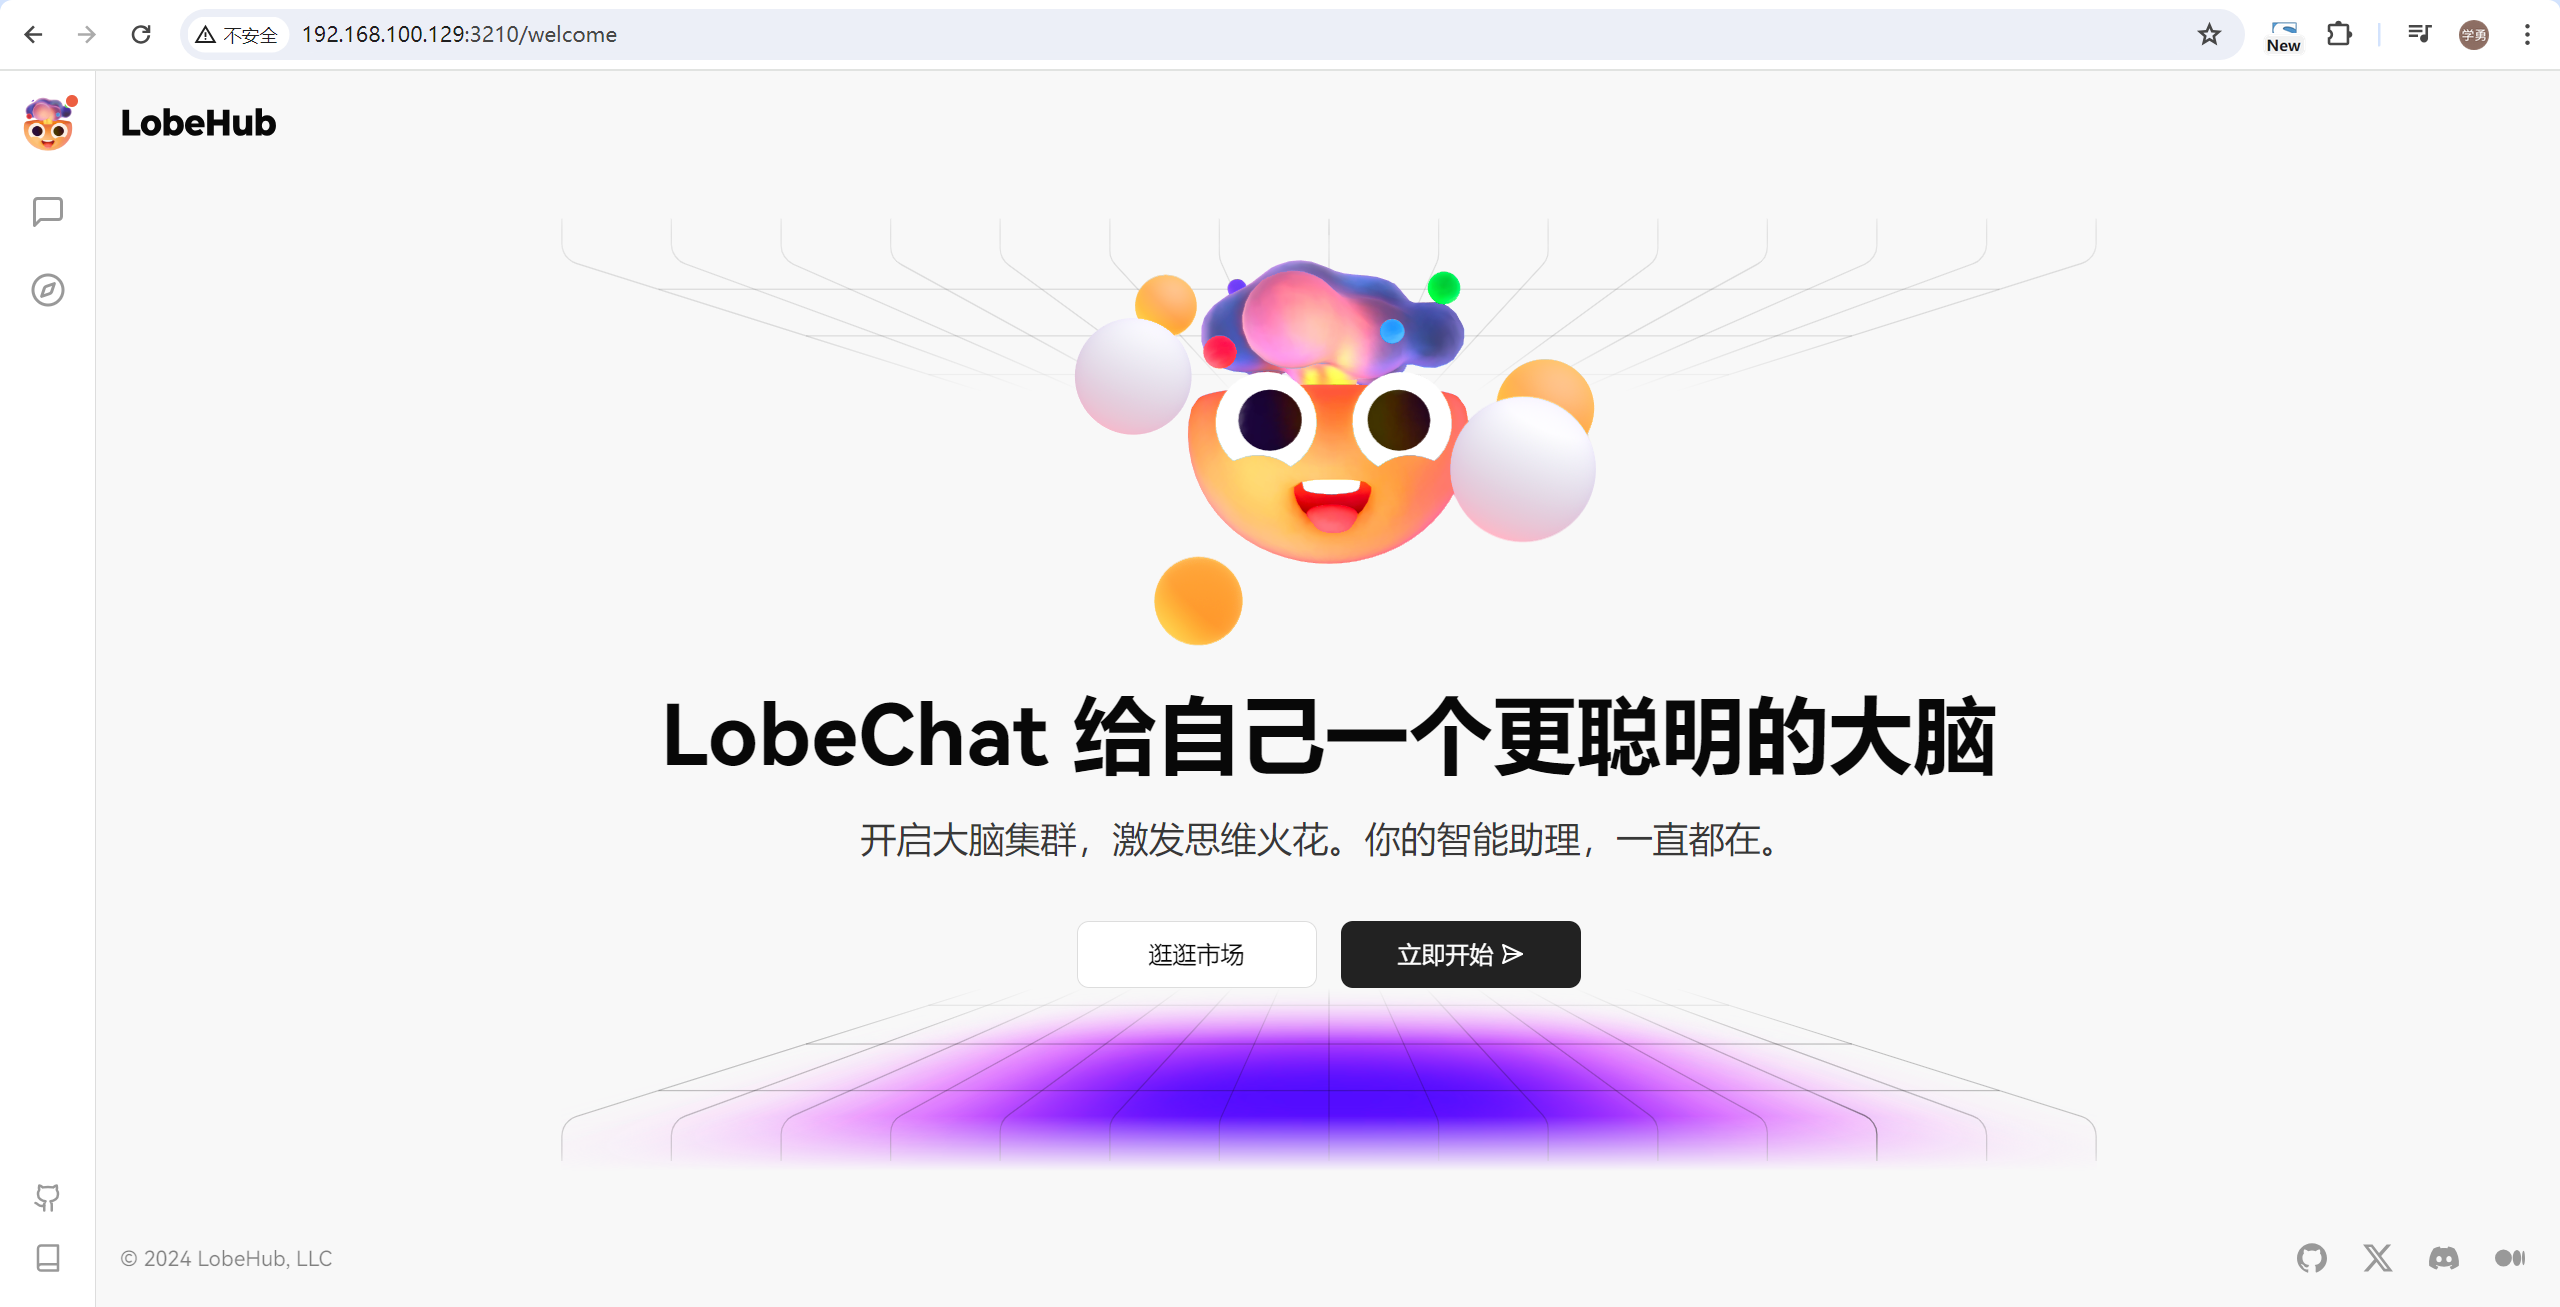 不安全 192.168.100.129:3210/welcome
New
学勇
LobeHub
LobeChat 给自己一个更聪明的大脑
开启大脑集群，激发思维火花。你的智能助理，一直都在。
逛逛市场
立即开始
© 2024 LobeHub, LLC